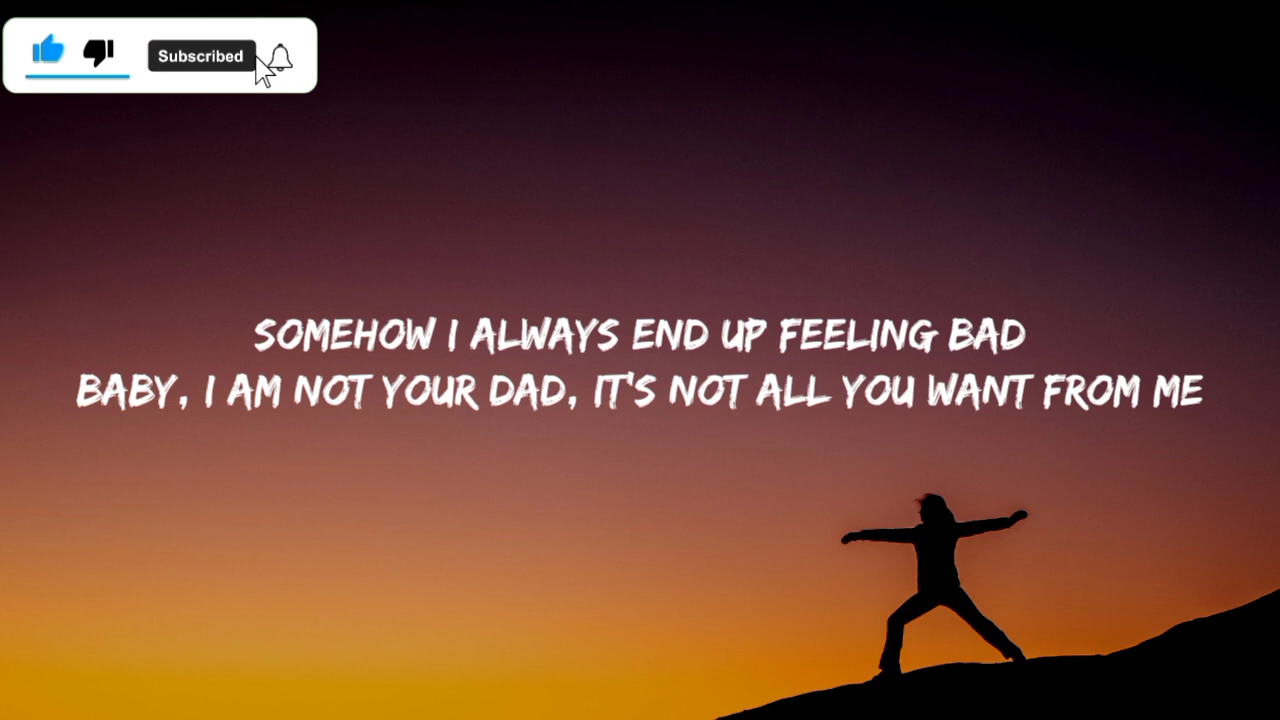 Subscribed
SOMEHOW I ALWAYS END UP FEELING BAD
BABY, I AM NOT YOUR DAD, IT'S NOT ALL YOU WANT FROM ME